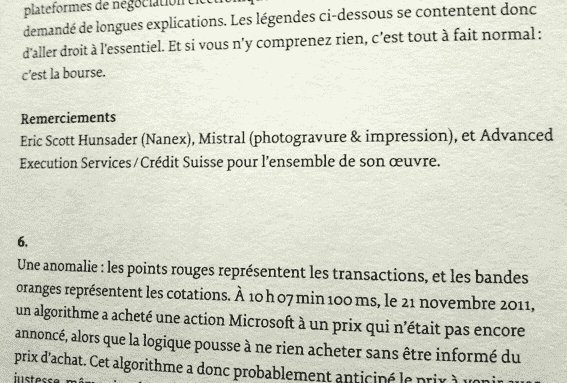 plateformes de négociation
demandé de longues explications. Les légendes ci-dessous se contentent donc
d'aller droit à l'essentiel. Et si vous n'y comprenez rien, c'est tout à fait normal :
c'est la bourse.
Remerciements
Eric Scott Hunsader (Nanex), Mistral (photogravure & impression), et Advanced
Execution Services / Crédit Suisse pour l'ensemble de son œuvre.
6.
Une anomalie : les points rouges représentent les transactions, et les bandes
oranges représentent les cotations. À 10 h 07 min 100 ms, le 21 novembre 2011,
un algorithme a acheté une action Microsoft à un prix qui n'était pas encore
annoncé, alors que la logique pousse à ne rien acheter sans être informé du
prix d'achat. Cet algorithme a donc probablement anticipé le prix à venir avec
justesse,